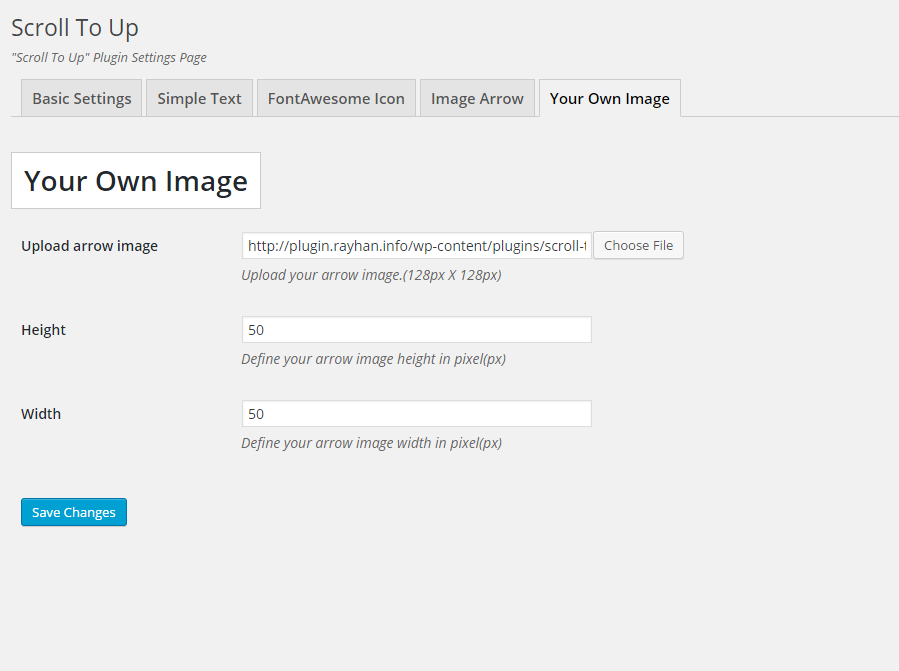 Scroll To Up
"Scroll To Up" Plugin Settings Page
Basic Settings Simple Text FontAwesome Icon Image Arrow Your Own Image
Your Own Image
Upload arrow image http://plugin.rayhan.info/wp-content/plugins/scroll- Choose File
Upload your arrow image.(128px X 128px)
Height 50
Define your arrow image height in pixel(px)
Width 50
Define your arrow image width in pixel(px)
Save Changes